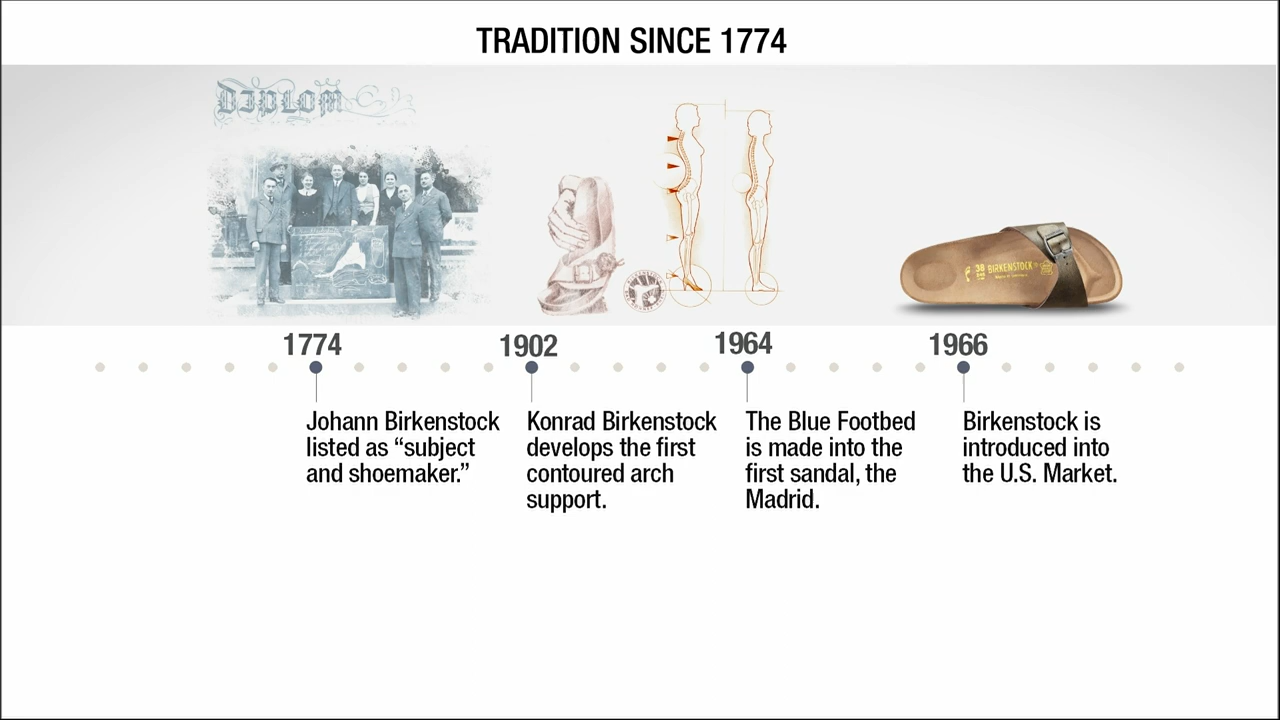 TRADITION SINCE 1774
Diplom
38
BIRKENSTOCK
1774
1902
1964
1966
Johann Birkenstock
listed as “subject
and shoemaker.”
Konrad Birkenstock
develops the first
contoured arch
support.
The Blue Footbed
is made into the
first sandal, the
Madrid.
Birkenstock is
introduced into
the U.S. Market.